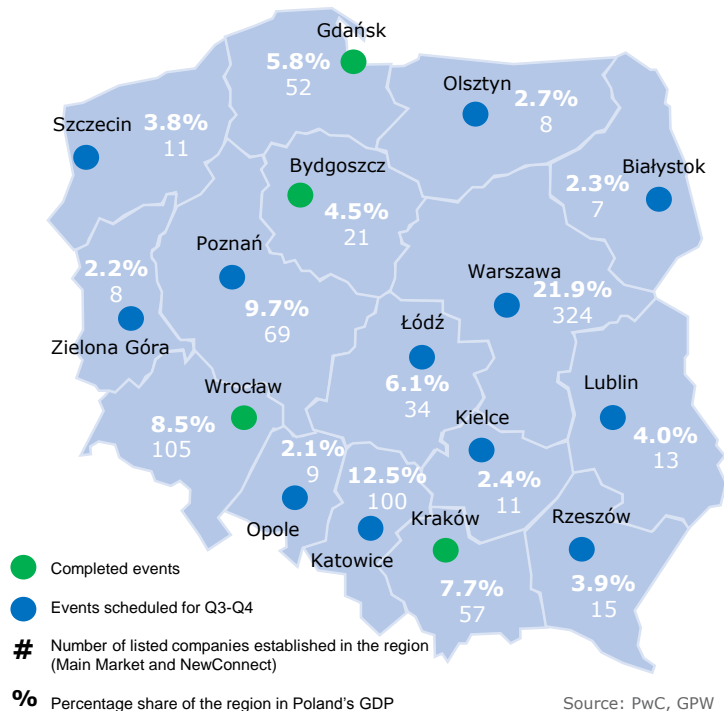 Gdańsk
5.8%
52
Olsztyn
2.7%
8
Szczecin
3.8%
11
Bydgoszcz
4.5%
21
Białystok
2.3%
7
Poznań
9.7%
69
2.2%
8
Zielona Góra
Warszawa
21.9%
324
Łódź
6.1%
34
Wrocław
8.5%
105
Lublin
4.0%
13
Kielce
2.4%
11
2.1%
9
Opole
12.5%
100
Katowice
Kraków
7.7%
57
Rzeszów
3.9%
15
Completed events
Events scheduled for Q3-Q4
# Number of listed companies established in the region
(Main Market and NewConnect)
% Percentage share of the region in Poland's GDP
Source: PwC, GPW